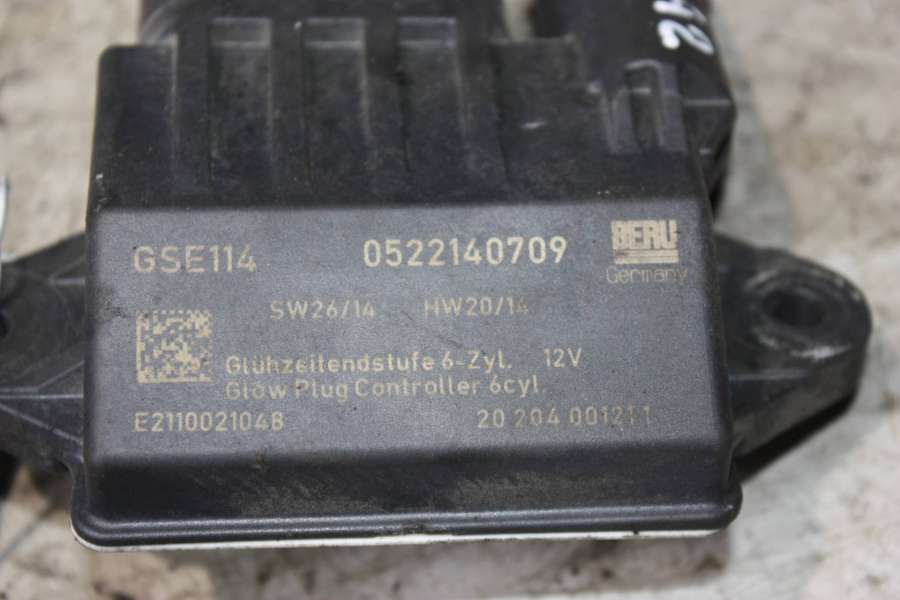 GSE114 0522140709 BERU
Germany
SW26/14 HW20/14
Glühzeitendstufe 6-Zyl. 12V
Glow Plug Controller 6cyl.
E2110021048 20 204 001211